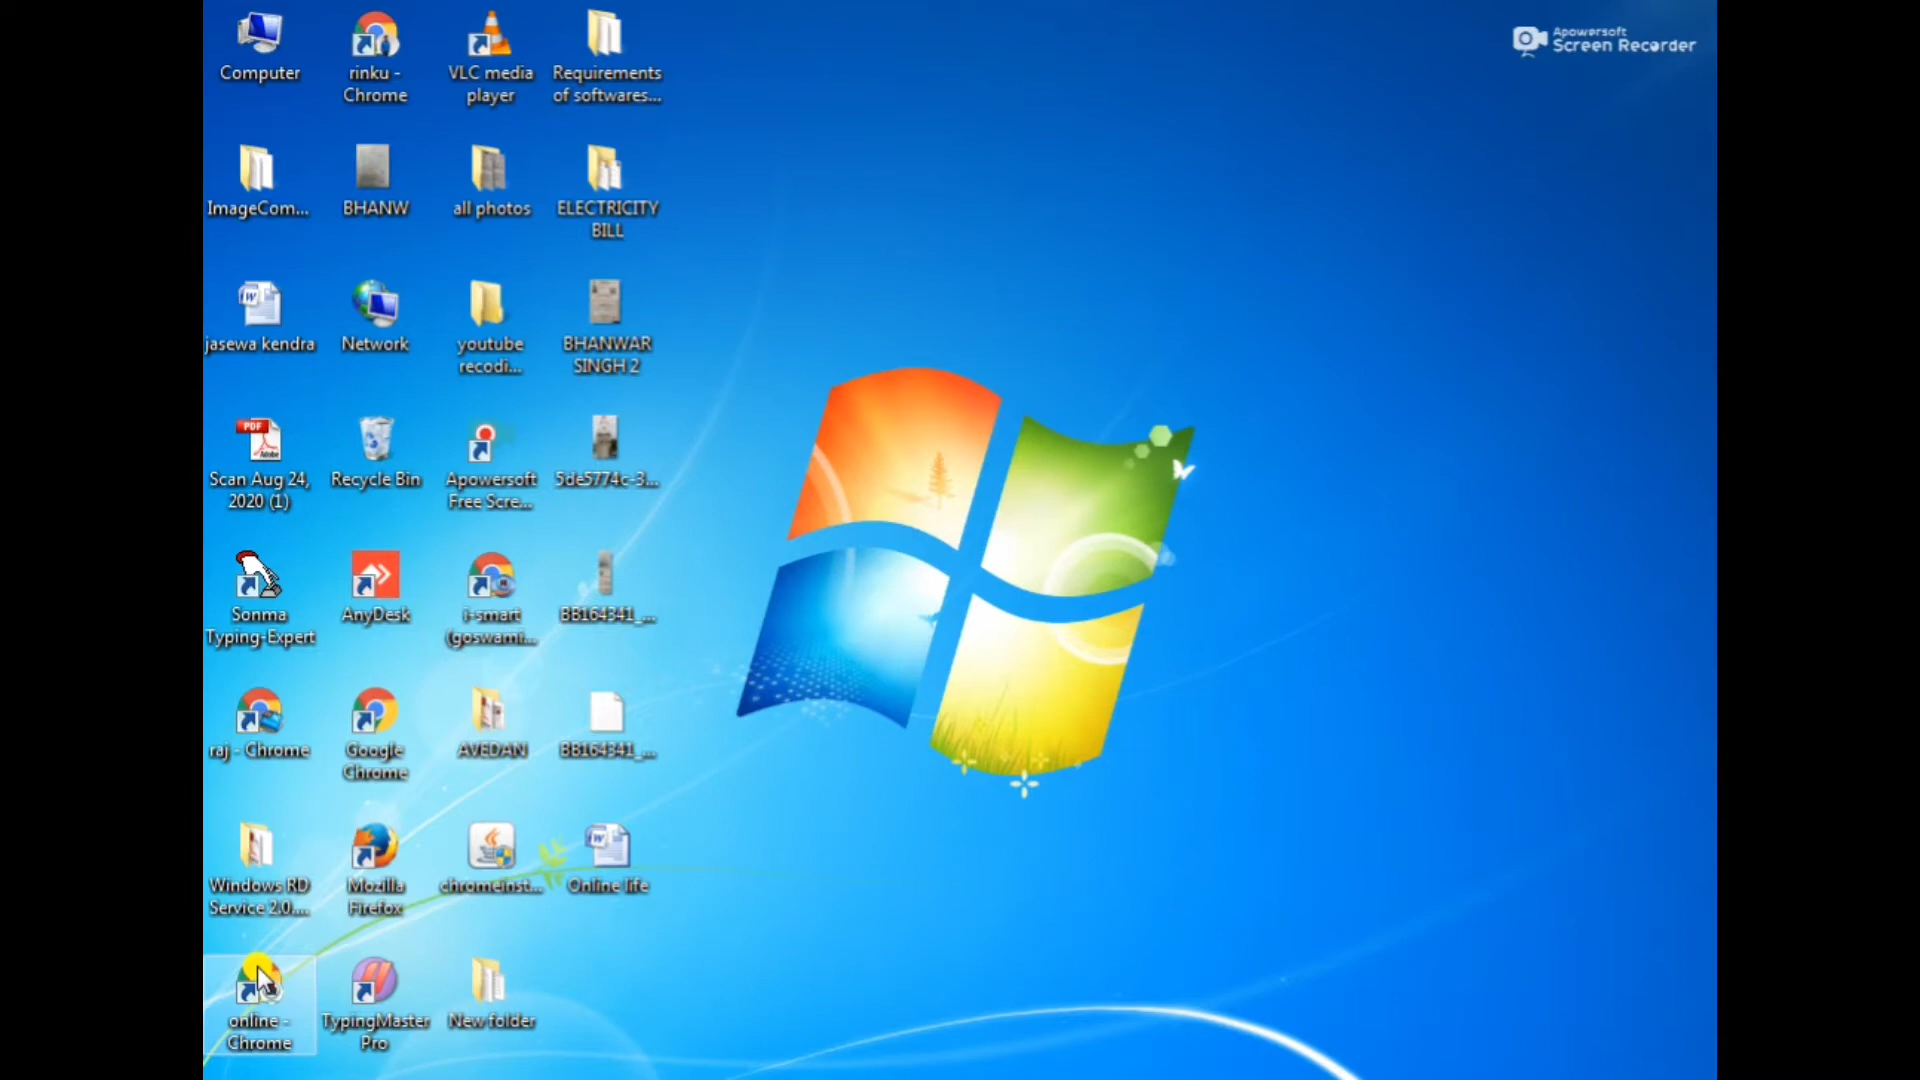 Apowersoft
Screen Recorder
Computer
rinku -
Chrome
VLC media
player
Requirements
of softwares...
ImageCom...
BHANW
all photos
ELECTRICITY
BILL
jasewa kendra
Network
youtube
recodi...
BHANWAR
SINGH 2
PDF
Adobe
Scan Aug 24,
2020 (1)
Recycle Bin
Apowersoft
Free Scre...
5de5774c-3...
Sonma
Typing-Expert
AnyDesk
i-smart
(goswami...
BB164341_...
raj - Chrome
Google
Chrome
AVEDAN
BB164341_...
Windows RD
Service 2.0....
Mozilla
Firefox
chromeinst...
Online life
online -
Chrome
TypingMaster
Pro
New folder